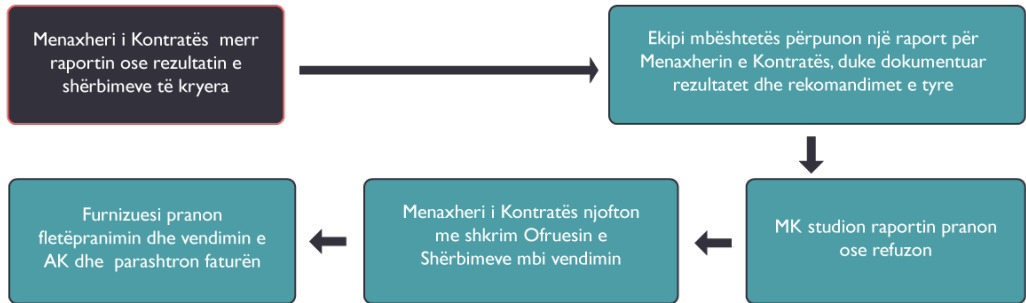 Menaxheri i Kontratës merr
raportin ose rezultatin e
shërbimeve të kryera
Ekipi mbështetës përpunon një raport për
Menaxherin e Kontratës, duke dokumentuar
rezultatet dhe rekomandimet e tyre
MK studion raportin pranon
ose refuzon
Menaxheri i Kontratës njofton
me shkrim Ofruesin e
Shërbimeve mbi vendimin
Furnizuesi pranon
fletëpranimin dhe vendimin e
AK dhe parashtron faturën